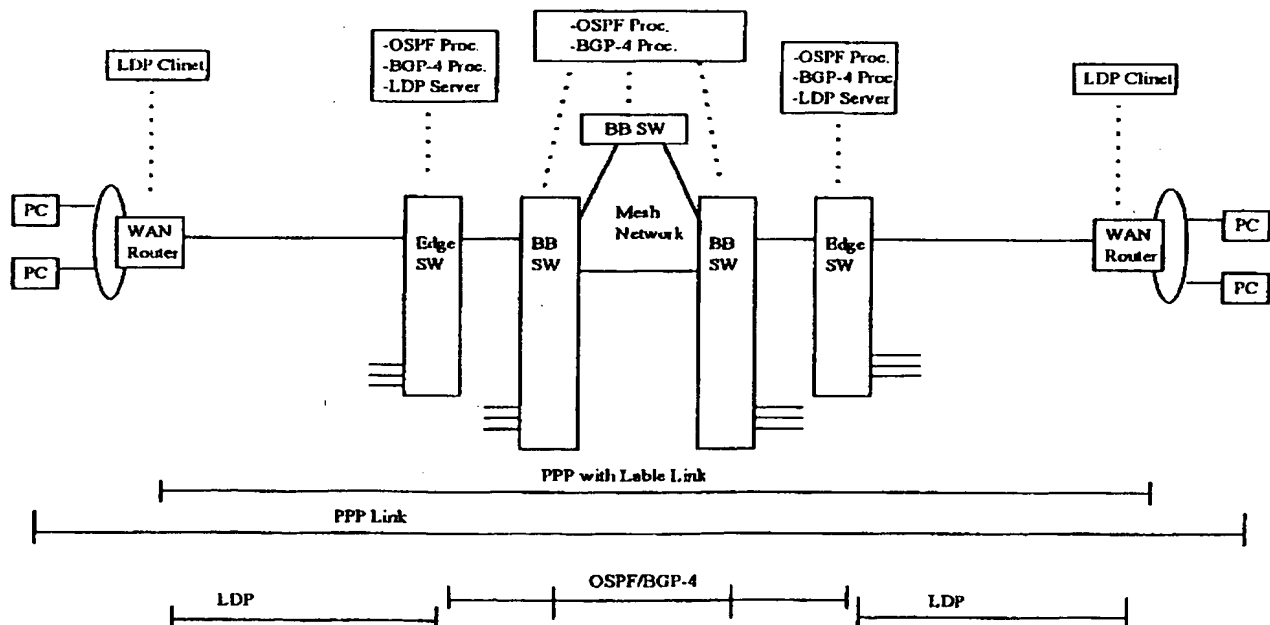 -OSPF Proc.
-BGP-4 Proc.
-OSPF Proc.
-BGP-4 Proc.
-LDP Server
-OSPF Proc.
-BGP-4 Proc.
-LDP Server
LDP Clinet
LDP Clinet
BB SW
PC
PC
WAN
Router
Edge
SW
BB
SW
Mesh
Network
BB
SW
Edge
SW
WAN
Router
PC
PC
PPP with Lable Link
PPP Link
OSPF/BGP-4
LDP
LDP